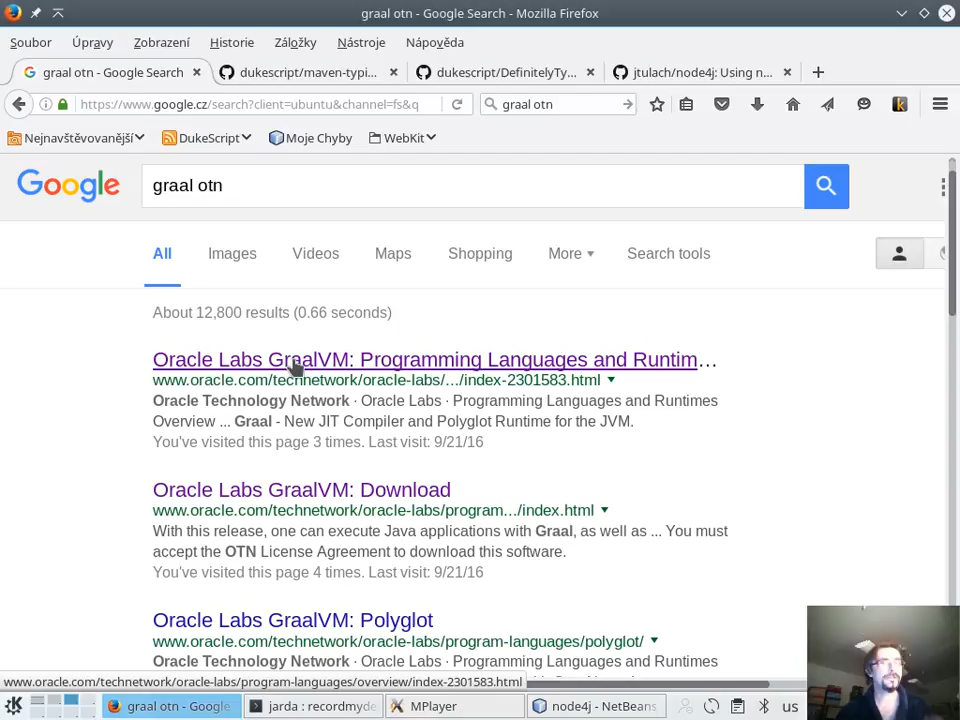 graal otn - Google Search - Mozilla Firefox
Soubor Úpravy Zobrazení Historie Záložky Nástroje Nápověda
graal otn - Google Search dukescript/maven-typi... dukescript/DefinitelyTy... jtulach/node4j: Using n...
https://www.google.cz/search?client=ubuntu&channel=fs&q graal otn
Nejnavštěvovanější DukeScript Moje Chyby WebKit
Google graal otn
All Images Videos Maps Shopping More Search tools
About 12,800 results (0.66 seconds)
Oracle Labs GraalVM: Programming Languages and Runtim...
www.oracle.com/technetwork/oracle-labs/.../index-2301583.html
Oracle Technology Network · Oracle Labs · Programming Languages and Runtimes
Overview ... Graal - New JIT Compiler and Polyglot Runtime for the JVM.
You've visited this page 3 times. Last visit: 9/21/16
Oracle Labs GraalVM: Download
www.oracle.com/technetwork/oracle-labs/program.../index.html
With this release, one can execute Java applications with Graal, as well as ... You must
accept the OTN License Agreement to download this software.
You've visited this page 4 times. Last visit: 9/21/16
Oracle Labs GraalVM: Polyglot
www.oracle.com/technetwork/oracle-labs/program-languages/polyglot/
Oracle Technology Network · Oracle Labs · Programming Languages and Runtimes
www.oracle.com/technetwork/oracle-labs/program-languages/overview/index-2301583.html
graal otn - Google jarda : recordmyde MPlayer node4j - NetBeans us